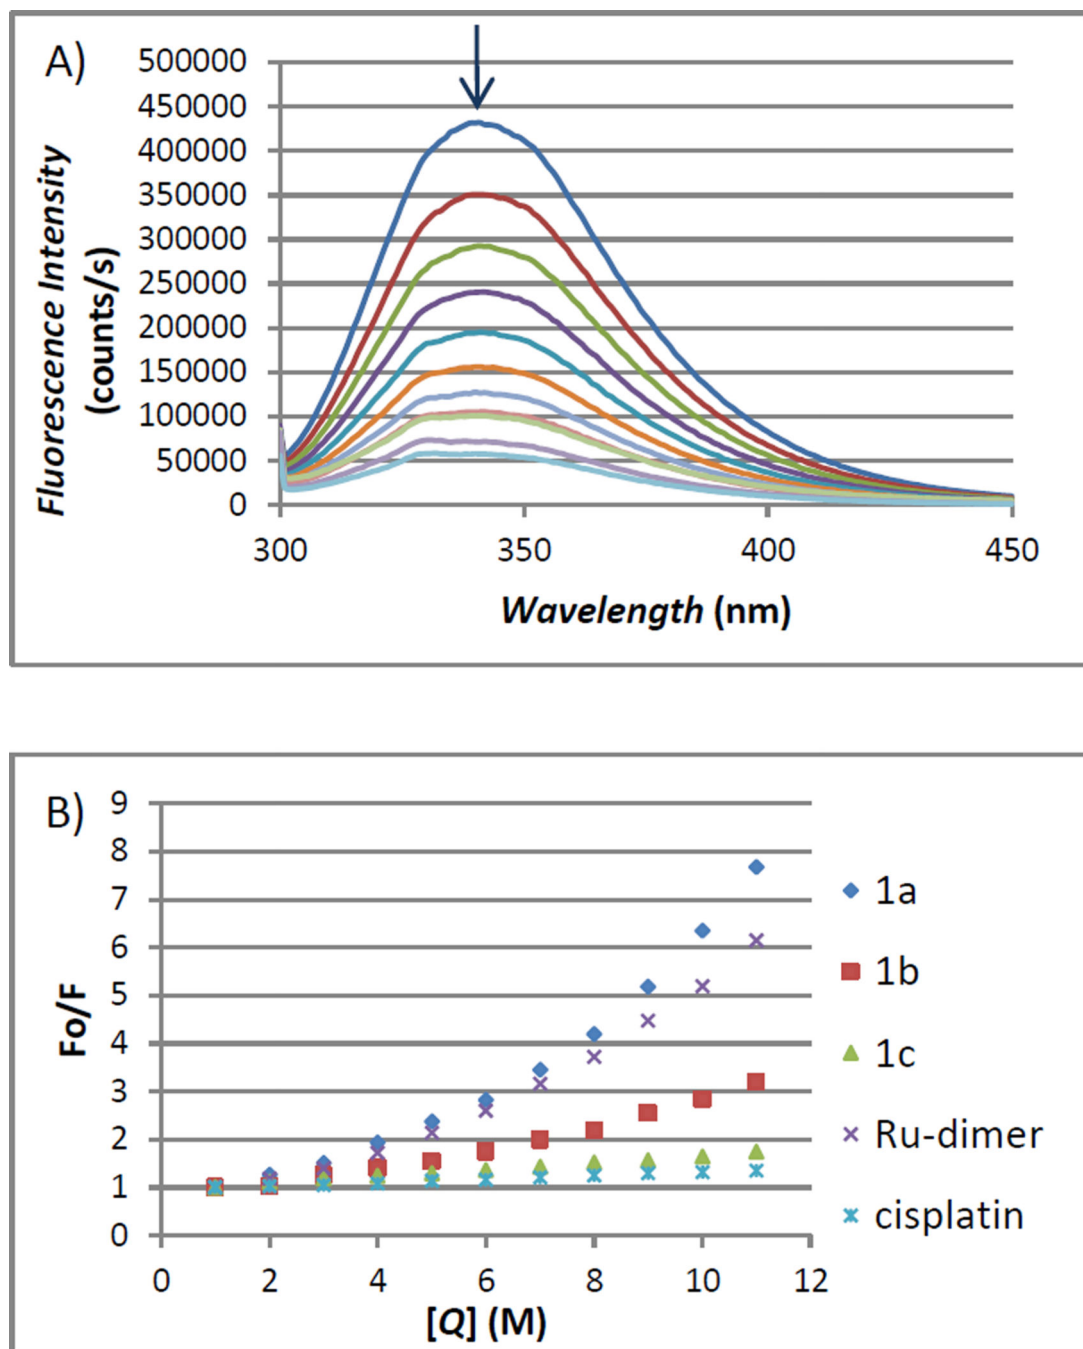 A)
500000
450000
400000
350000
300000
250000
200000
150000
100000
50000
0
Fluorescence Intensity
(counts/s)
300 350 400 450
Wavelength (nm)
B)
9
8
7
6
5
4
3
2
1
0
Fo/F
0 2 4 6 8 10 12
[Q] (M)
1a
1b
1c
Ru-dimer
cisplatin